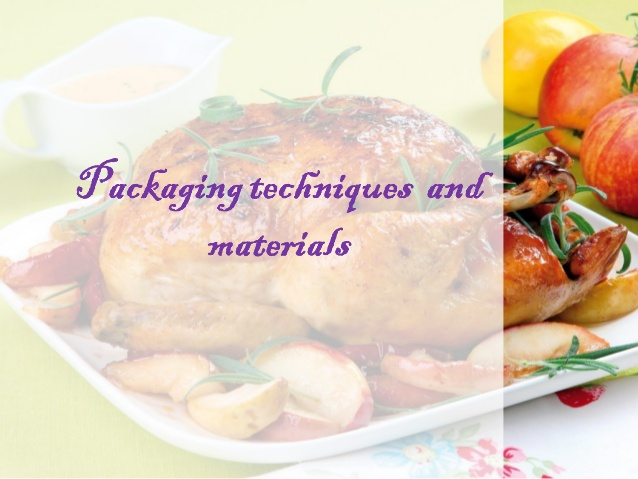 Packaging techniques and
materials